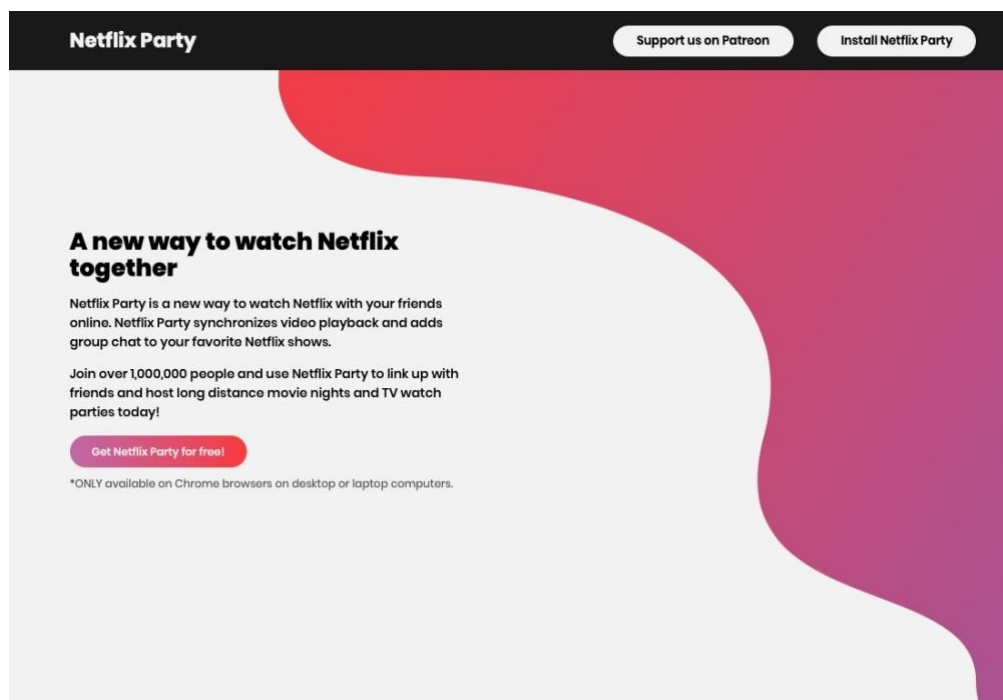 Netflix Party
Support us on Patreon
Install Netflix Party
A new way to watch Netflix
together
Netflix Party is a new way to watch Netflix with your friends
online. Netflix Party synchronizes video playback and adds
group chat to your favorite Netflix shows.
Join over 1,000,000 people and use Netflix Party to link up with
friends and host long distance movie nights and TV watch
parties today!
Get Netflix Party for free!
*ONLY available on Chrome browsers on desktop or laptop computers.